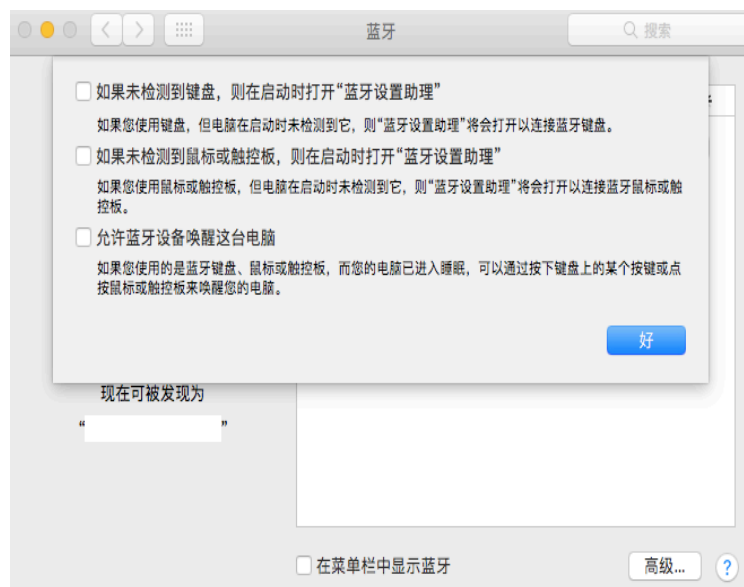 蓝牙
搜索
如果未检测到键盘，则在启动时打开“蓝牙设置助理”
如果您使用键盘，但电脑在启动时未检测到它，则“蓝牙设置助理”将会打开以连接蓝牙键盘。
如果未检测到鼠标或触控板，则在启动时打开“蓝牙设置助理”
如果您使用鼠标或触控板，但电脑在启动时未检测到它，则“蓝牙设置助理”将会打开以连接蓝牙鼠标或触
控板。
允许蓝牙设备唤醒这台电脑
如果您使用的是蓝牙键盘、鼠标或触控板，而您的电脑已进入睡眠，可以通过按下键盘上的某个按键或点
按鼠标或触控板来唤醒您的电脑。
好
现在可被发现为
“ ”
在菜单栏中显示蓝牙
高级...
?